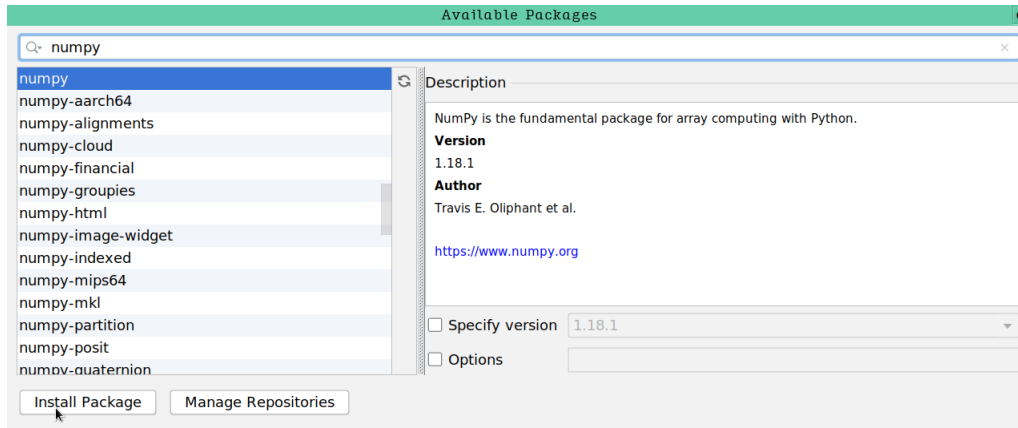 Available Packages
numpy
numpy
numpy-aarch64
numpy-alignments
numpy-cloud
numpy-financial
numpy-groupies
numpy-html
numpy-image-widget
numpy-indexed
numpy-mips64
numpy-mkl
numpy-partition
numpy-posit
numpy-quaternion
Description
NumPy is the fundamental package for array computing with Python.
Version
1.18.1
Author
Travis E. Oliphant et al.
https://www.numpy.org
Specify version 1.18.1
Options
Install Package Manage Repositories